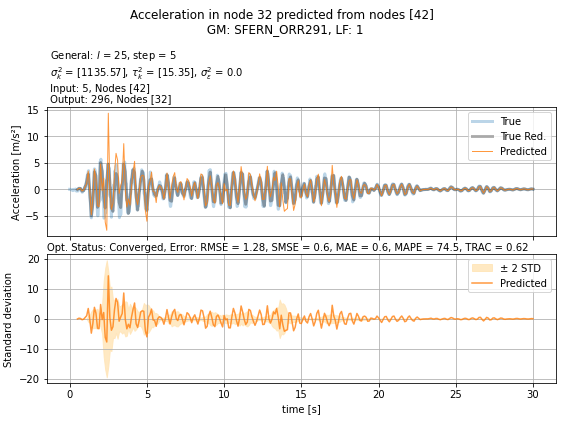 Acceleration in node 32 predicted from nodes [42]
GM: SFERN_ORR291, LF: 1
General: l = 25, step = 5
σ²ₖ = [1135.57], τ²ₖ = [15.35], σ²ε = 0.0
Input: 5, Nodes [42]
Output: 296, Nodes [32]
15
10
5
0
−5
Acceleration [m/s²]
True
True Red.
Predicted
Opt. Status: Converged, Error: RMSE = 1.28, SMSE = 0.6, MAE = 0.6, MAPE = 74.5, TRAC = 0.62
20
10
0
−10
−20
Standard deviation
± 2 STD
Predicted
0 5 10 15 20 25 30
time [s]